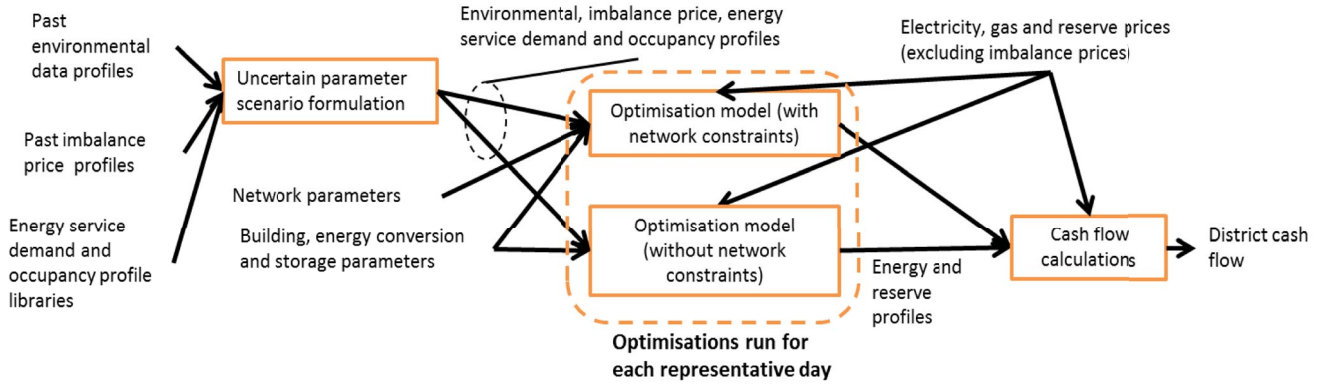 Past
environmental
data profiles
Past imbalance
price profiles
Energy service
demand and
occupancy profile
libraries
Uncertain parameter
scenario formulation
Environmental, imbalance price, energy
service demand and occupancy profiles
Network parameters
Building, energy conversion
and storage parameters
Optimisation model (with
network constraints)
Optimisation model
(without network
constraints)
Optimisations run for
each representative day
Electricity, gas and reserve prices
(excluding imbalance prices)
Energy and
reserve
profiles
Cash flow
calculations
District cash
flow